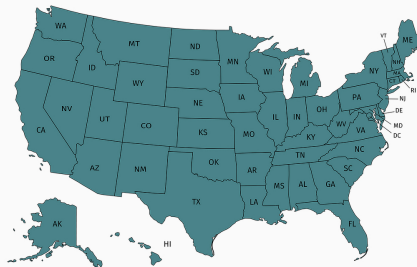 WA
MT
ND
MN
VT
ME
OR
ID
SD
WI
NH
NY
MA
WY
MI
CT
RI
NV
NE
IA
PA
NJ
UT
CO
IL
IN
OH
DE
CA
KS
MO
WV
VA
MD
DC
KY
AZ
NM
OK
AR
TN
NC
SC
TX
MS
AL
GA
LA
FL
AK
HI